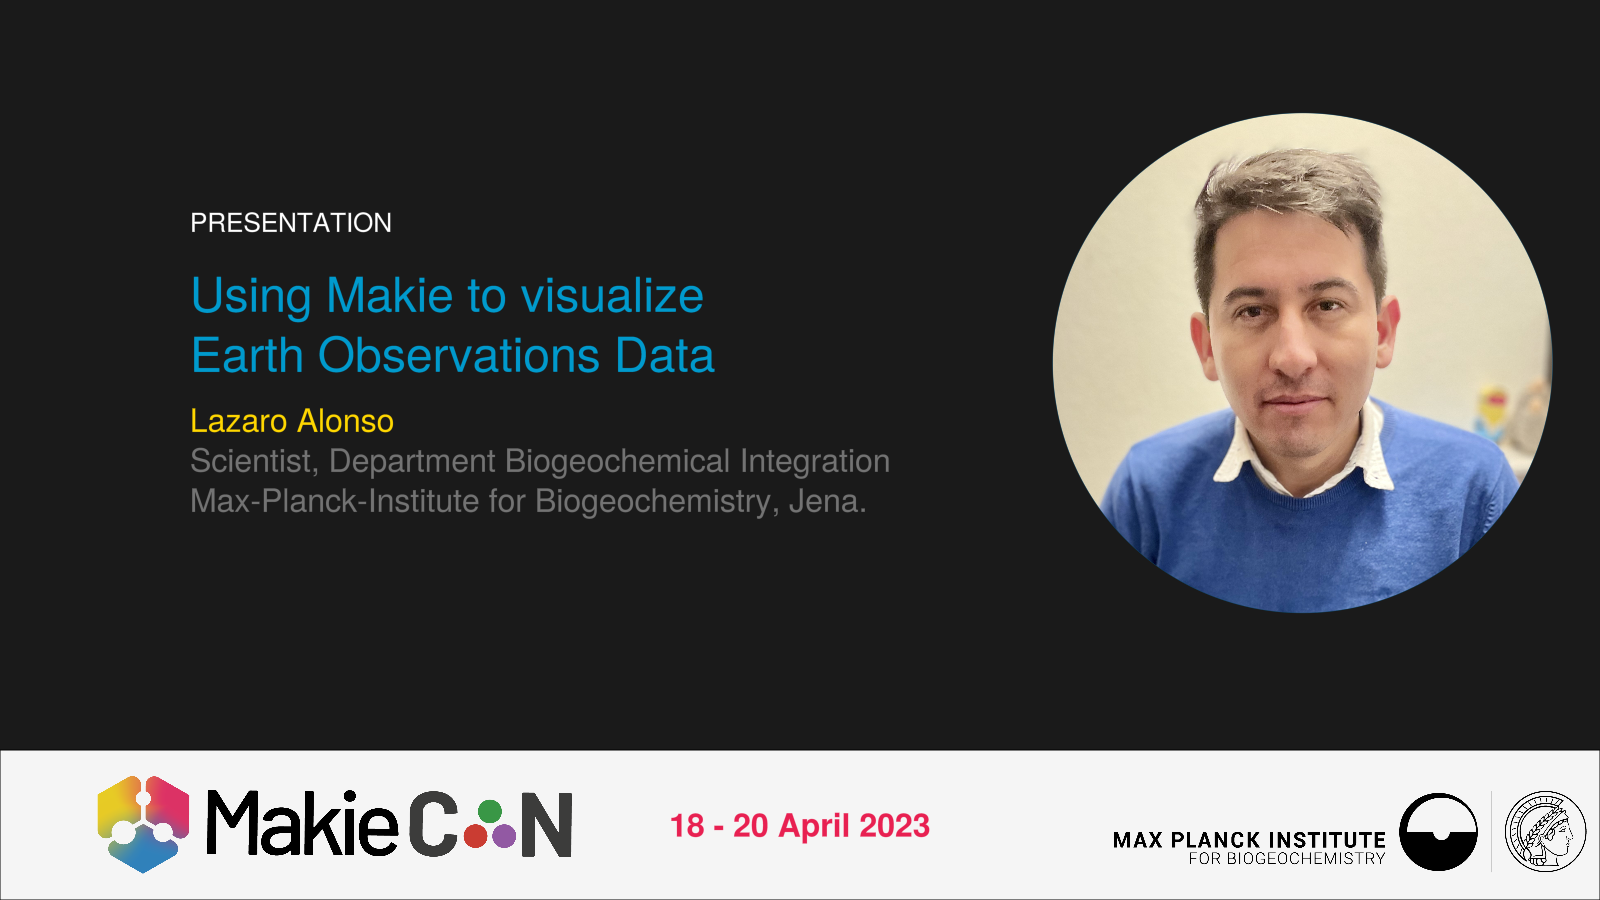 PRESENTATION
Using Makie to visualize
Earth Observations Data
Lazaro Alonso
Scientist, Department Biogeochemical Integration
Max-Planck-Institute for Biogeochemistry, Jena.
MakieCON
18 - 20 April 2023
MAX PLANCK INSTITUTE
FOR BIOGEOCHEMISTRY